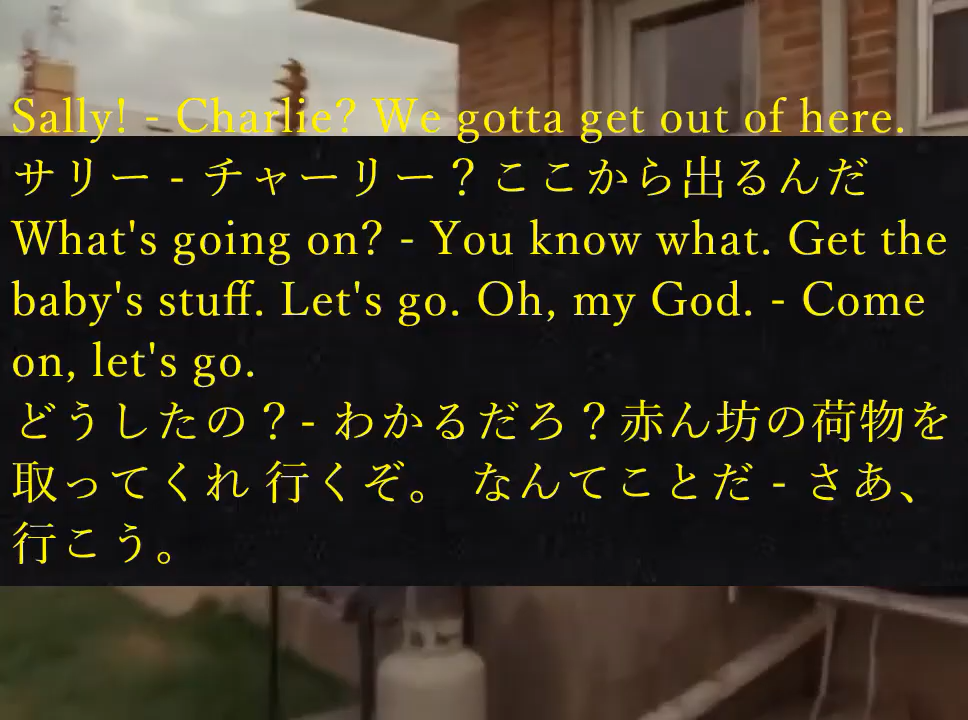 Sally! - Charlie? We gotta get out of here.
サリー - チャーリー？ここから出るんだ
What's going on? - You know what. Get the
baby's stuff. Let's go. Oh, my God. - Come
on, let's go.
どうしたの？- わかるだろ？赤ん坊の荷物を
取ってくれ 行くぞ。 なんてことだ - さあ、
行こう。